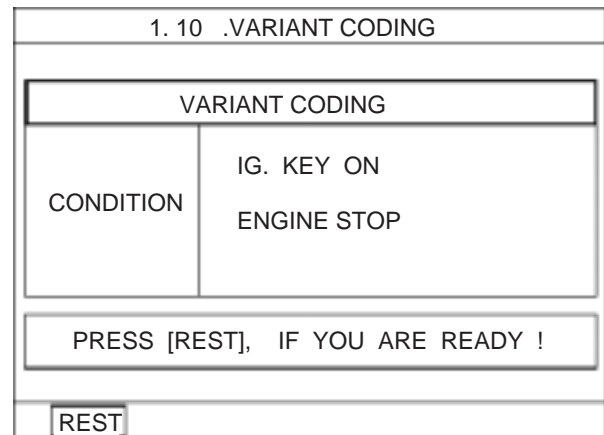 1. 10 .VARIANT CODING
VARIANT CODING
CONDITION
IG. KEY ON
ENGINE STOP
PRESS [REST], IF YOU ARE READY !
REST